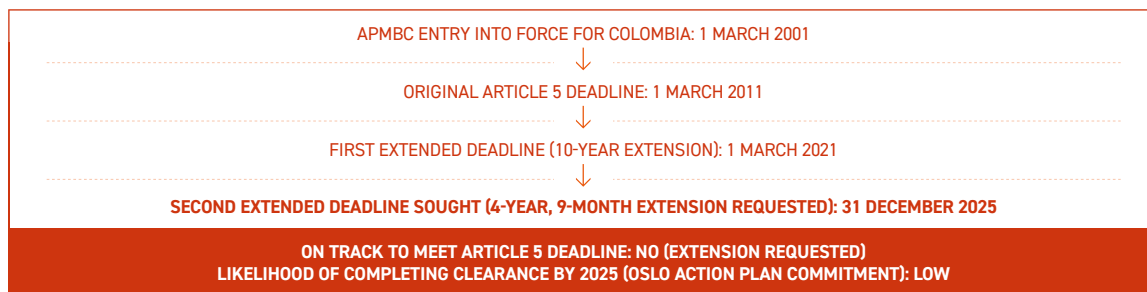 APMBC ENTRY INTO FORCE FOR COLOMBIA: 1 MARCH 2001
ORIGINAL ARTICLE 5 DEADLINE: 1 MARCH 2011
FIRST EXTENDED DEADLINE (10-YEAR EXTENSION): 1 MARCH 2021
SECOND EXTENDED DEADLINE SOUGHT (4-YEAR, 9-MONTH EXTENSION REQUESTED): 31 DECEMBER 2025
ON TRACK TO MEET ARTICLE 5 DEADLINE: NO (EXTENSION REQUESTED)
LIKELIHOOD OF COMPLETING CLEARANCE BY 2025 (OSLO ACTION PLAN COMMITMENT): LOW